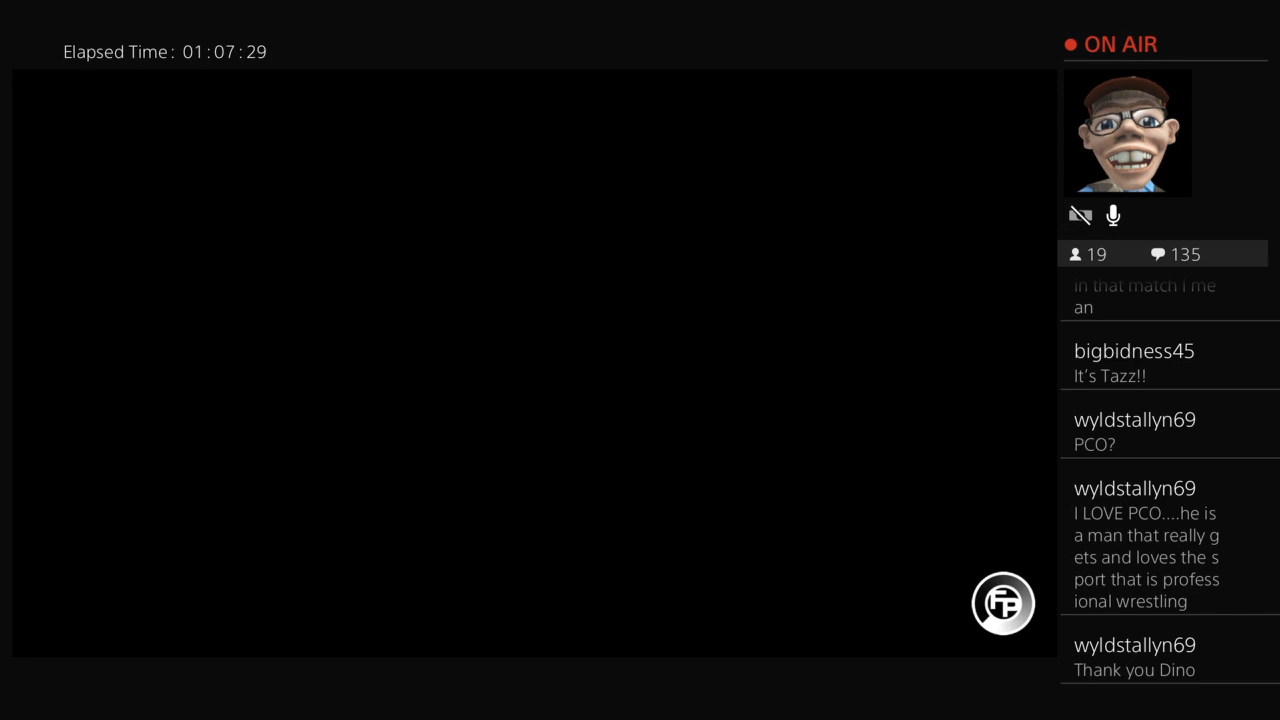 Elapsed Time: 01:07:29
ON AIR
19 135
in that match I me
an
bigbidness45
It's Tazz!!
wyldstallyn69
PCO?
wyldstallyn69
I LOVE PCO....he is
a man that really g
ets and loves the s
port that is profess
ional wrestling
FP
wyldstallyn69
Thank you Dino